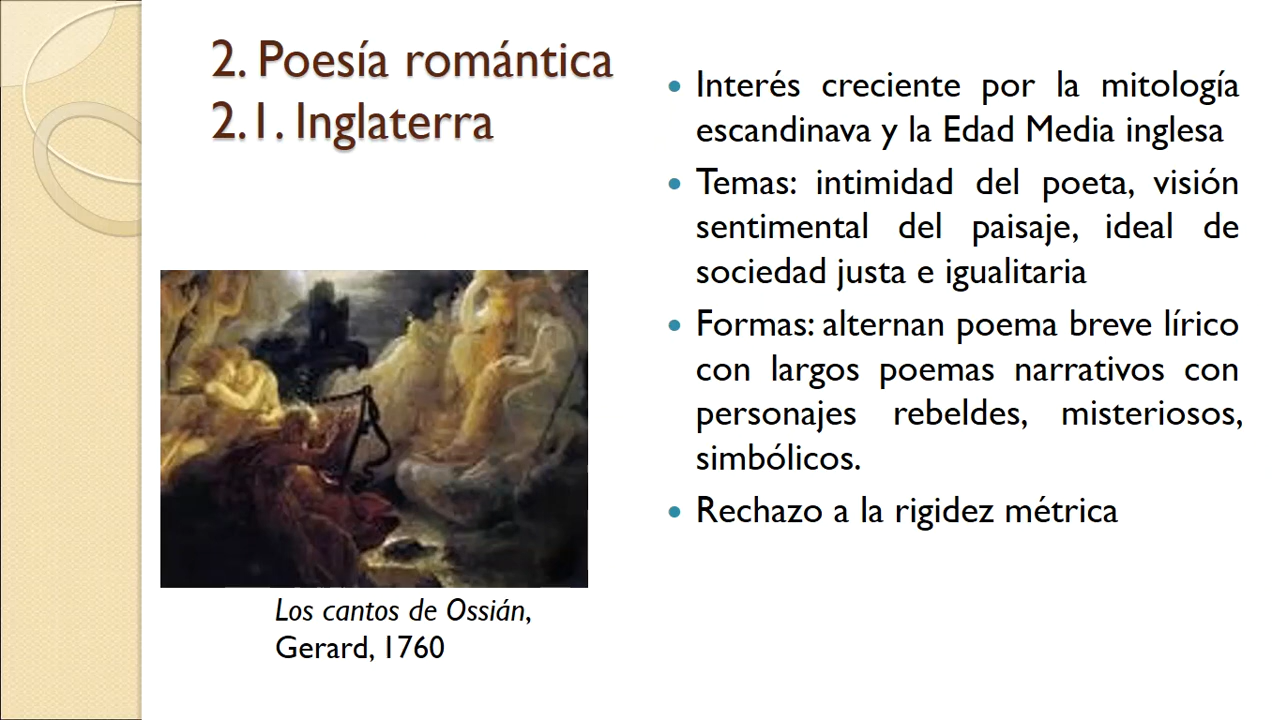 2. Poesía romántica
2.1. Inglaterra
Interés creciente por la mitología
escandinava y la Edad Media inglesa
Temas: intimidad del poeta, visión
sentimental del paisaje, ideal de
sociedad justa e igualitaria
Formas: alternan poema breve lírico
con largos poemas narrativos con
personajes rebeldes, misteriosos,
simbólicos.
Rechazo a la rigidez métrica
Los cantos de Ossián,
Gerard, 1760